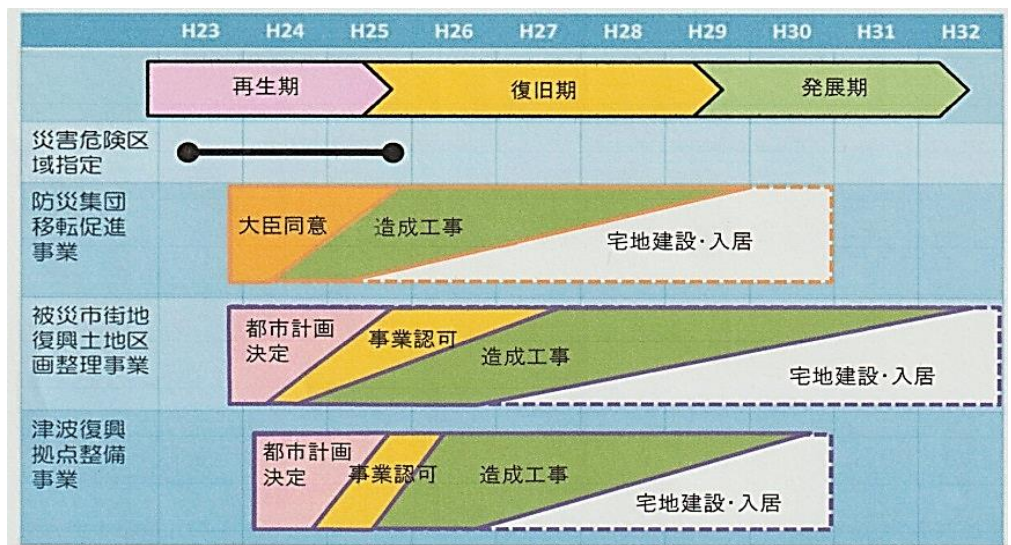 H23 H24 H25 H26 H27 H28 H29 H30 H31 H32
再生期 復旧期 発展期
災害危険区
域指定
防災集団
移転促進
事業
大臣同意 造成工事 宅地建設・入居
被災市街地
復興土地区
画整理事業
都市計画
決定
事業認可
造成工事
宅地建設・入居
津波復興
拠点整備
事業
都市計画
決定
事業認可
造成工事
宅地建設・入居